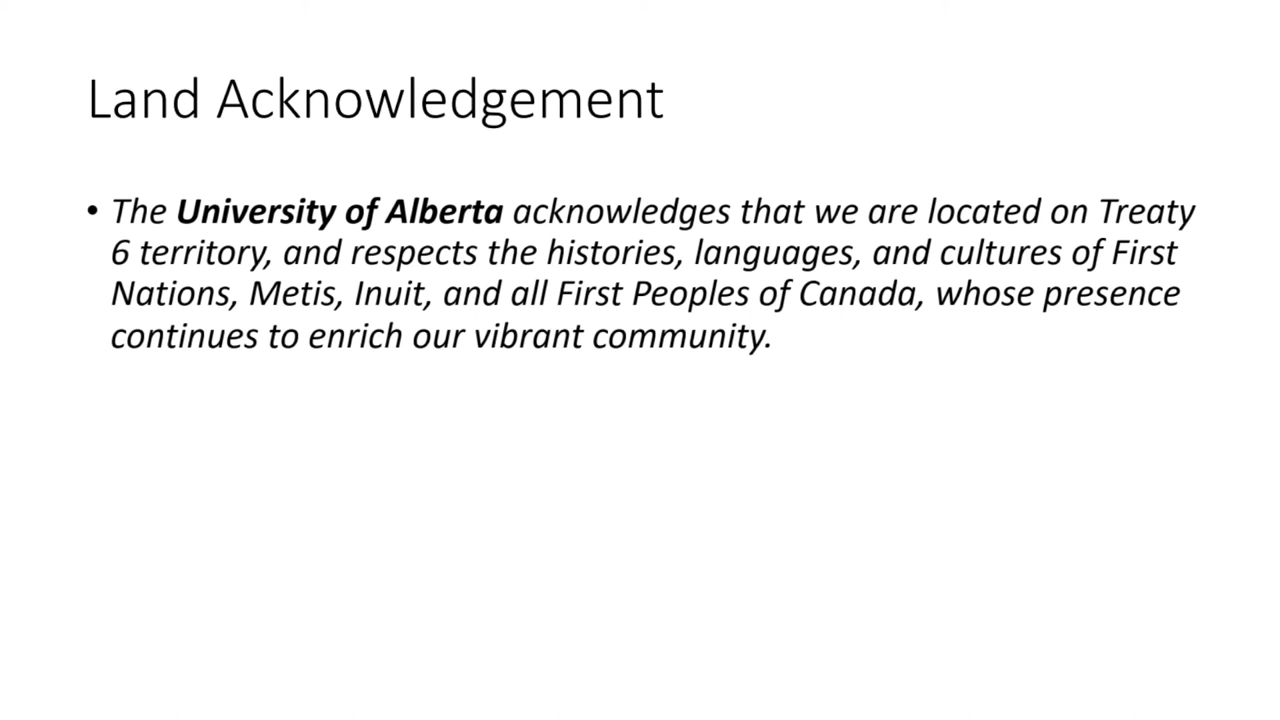 Land Acknowledgement
• The University of Alberta acknowledges that we are located on Treaty
6 territory, and respects the histories, languages, and cultures of First
Nations, Metis, Inuit, and all First Peoples of Canada, whose presence
continues to enrich our vibrant community.